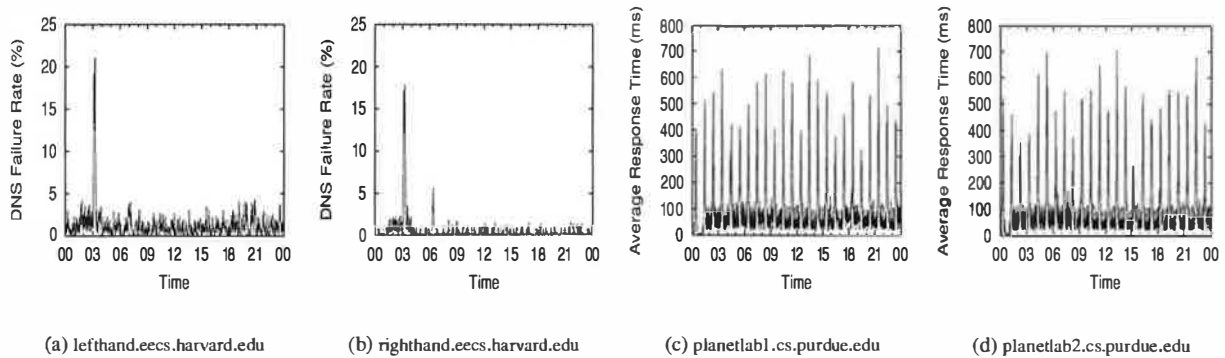 DNS Failure Rate (%)
25
20
15
10
5
0
00 03 06 09 12 15 18 21 00
Time
(a) lefthand.eecs.harvard.edu
DNS Failure Rate (%)
25
20
15
10
5
0
00 03 06 09 12 15 18 21 00
Time
(b) righthand.eecs.harvard.edu
Average Response Time (ms)
800
700
600
500
400
300
200
100
0
00 03 06 09 12 15 18 21 00
Time
(c) planetlab1.cs.purdue.edu
Average Response Time (ms)
800
700
600
500
400
300
200
100
0
00 03 06 09 12 15 18 21 00
Time
(d) planetlab2.cs.purdue.edu